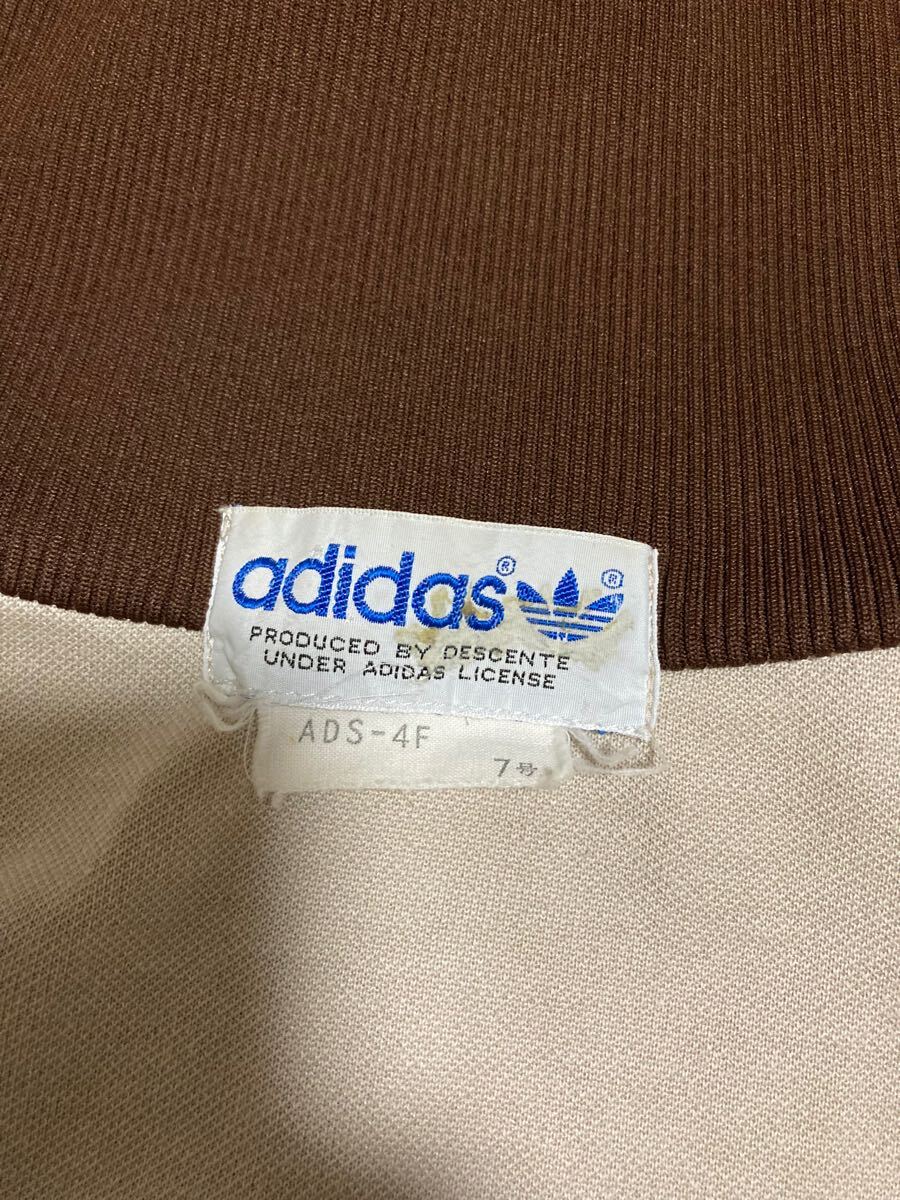 adidas®®
PRODUCED BY DESCENTE
UNDER ADIDAS LICENSE
ADS-4F
7号